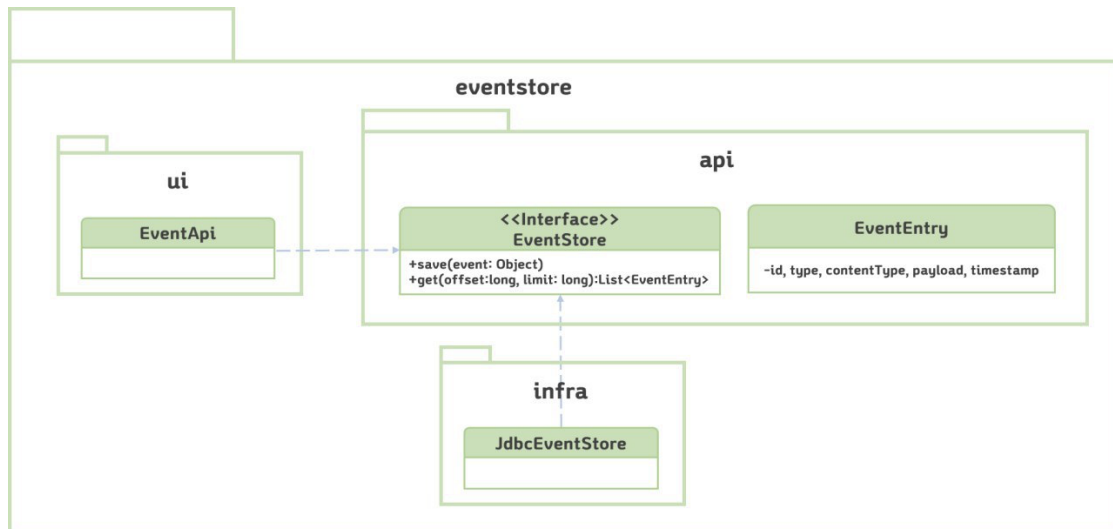 eventstore
ui
EventApi
api
<<Interface>>
EventStore
+save(event: Object)
+get(offset:long, limit: long):List<EventEntry>
EventEntry
-id, type, contentType, payload, timestamp
infra
JdbcEventStore